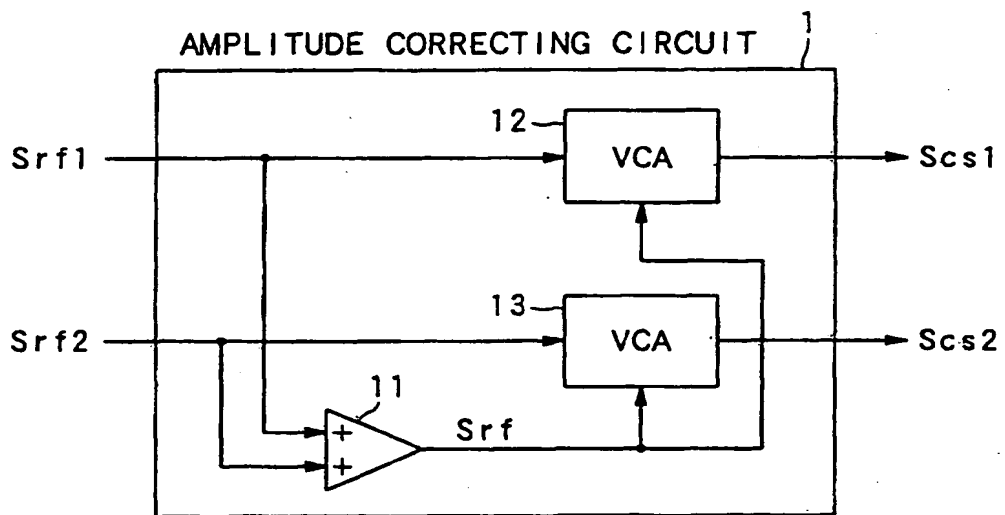 AMPLITUDE CORRECTING CIRCUIT
1
12
Srf1
VCA
Scs1
13
Srf2
VCA
Scs2
11
+
Srf
+